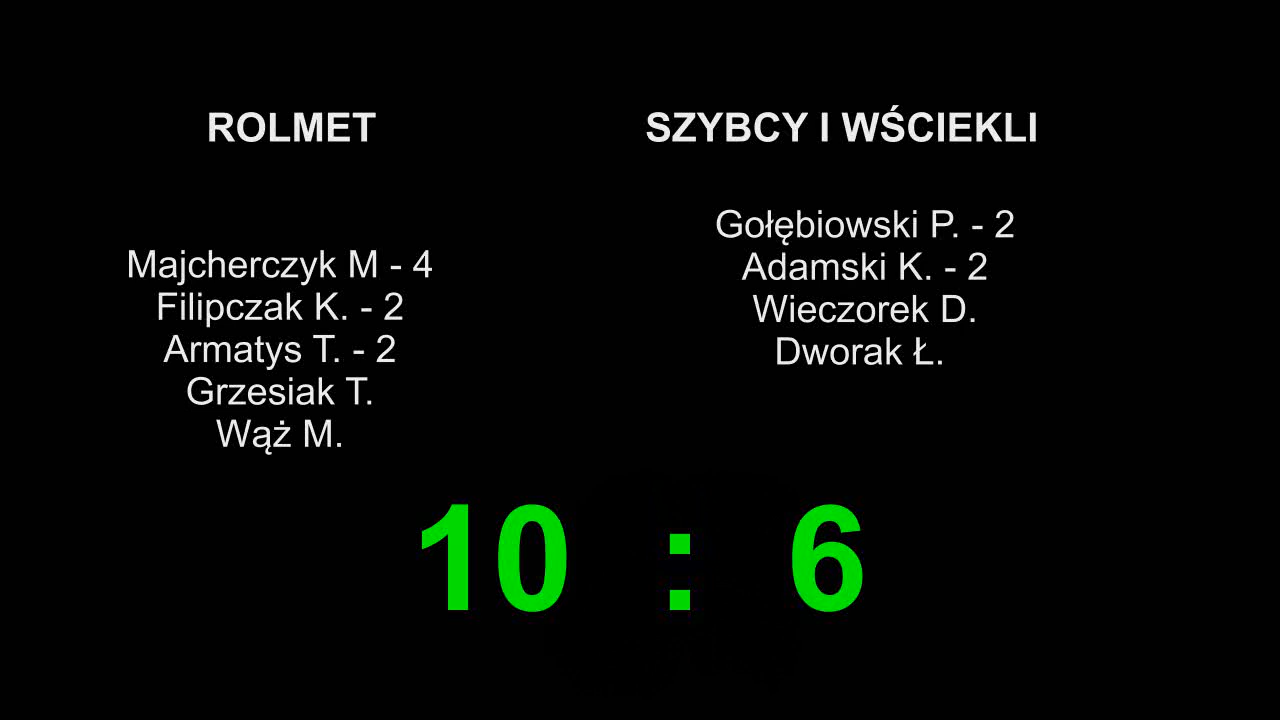 ROLMET
Majcherczyk M - 4
Filipczak K. - 2
Armatys T. - 2
Grzesiak T.
Wąż M.
SZYBCY I WŚCIEKLI
Gołębiowski P. - 2
Adamski K. - 2
Wieczorek D.
Dworak Ł.
10 : 6